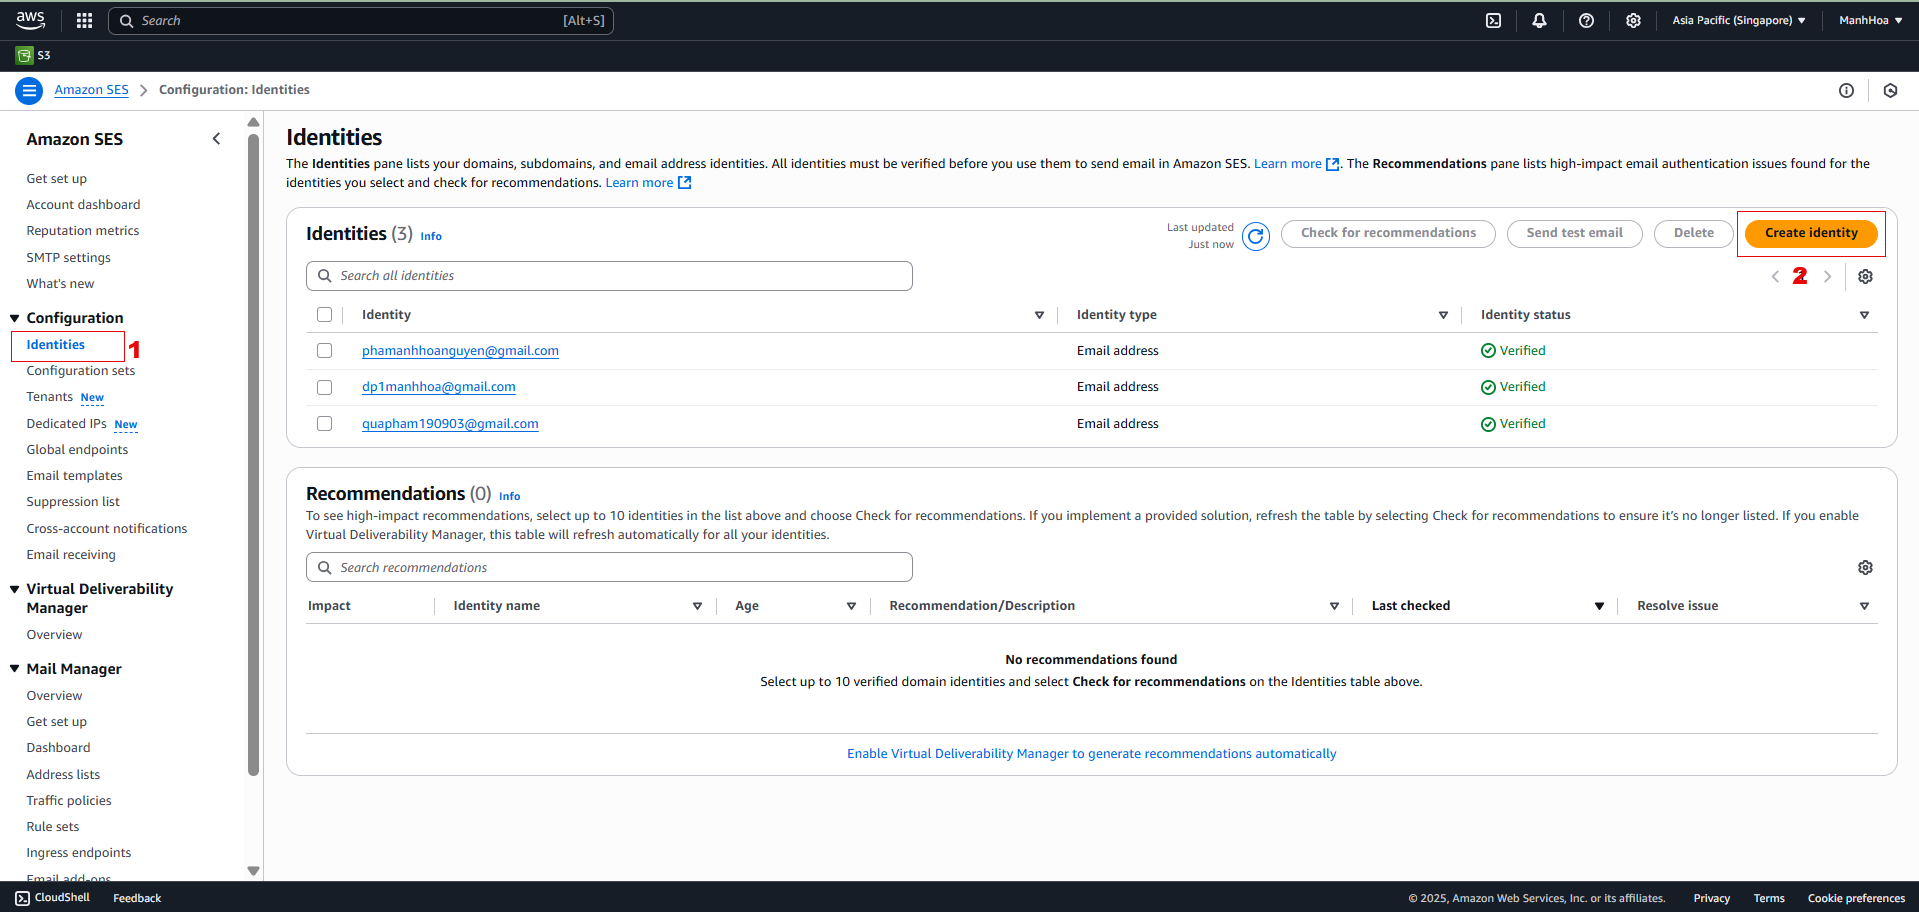 aws
Search [Alt+S]
Asia Pacific (Singapore) ManhHoa
S3
Amazon SES Configuration: Identities
Amazon SES
Get set up
Account dashboard
Reputation metrics
SMTP settings
What's new
Configuration
Identities 1
Configuration sets
Tenants New
Dedicated IPs New
Global endpoints
Email templates
Suppression list
Cross-account notifications
Email receiving
Virtual Deliverability
Manager
Overview
Mail Manager
Overview
Get set up
Dashboard
Address lists
Traffic policies
Rule sets
Ingress endpoints
Email add-ons
Identities
The Identities pane lists your domains, subdomains, and email address identities. All identities must be verified before you use them to send email in Amazon SES. Learn more. The Recommendations pane lists high-impact email authentication issues found for the
identities you select and check for recommendations. Learn more
Identities (3) Info
Last updated
Just now
Check for recommendations Send test email Delete Create identity
Search all identities
2
Identity Identity type Identity status
phamanhhoanguyen@gmail.com Email address Verified
dp1manhhoa@gmail.com Email address Verified
quapham190903@gmail.com Email address Verified
Recommendations (0) Info
To see high-impact recommendations, select up to 10 identities in the list above and choose Check for recommendations. If you implement a provided solution, refresh the table by selecting Check for recommendations to ensure it's no longer listed. If you enable
Virtual Deliverability Manager, this table will refresh automatically for all your identities.
Search recommendations
Impact Identity name Age Recommendation/Description Last checked Resolve issue
No recommendations found
Select up to 10 verified domain identities and select Check for recommendations on the Identities table above.
Enable Virtual Deliverability Manager to generate recommendations automatically
CloudShell Feedback
© 2025, Amazon Web Services, Inc. or its affiliates. Privacy Terms Cookie preferences